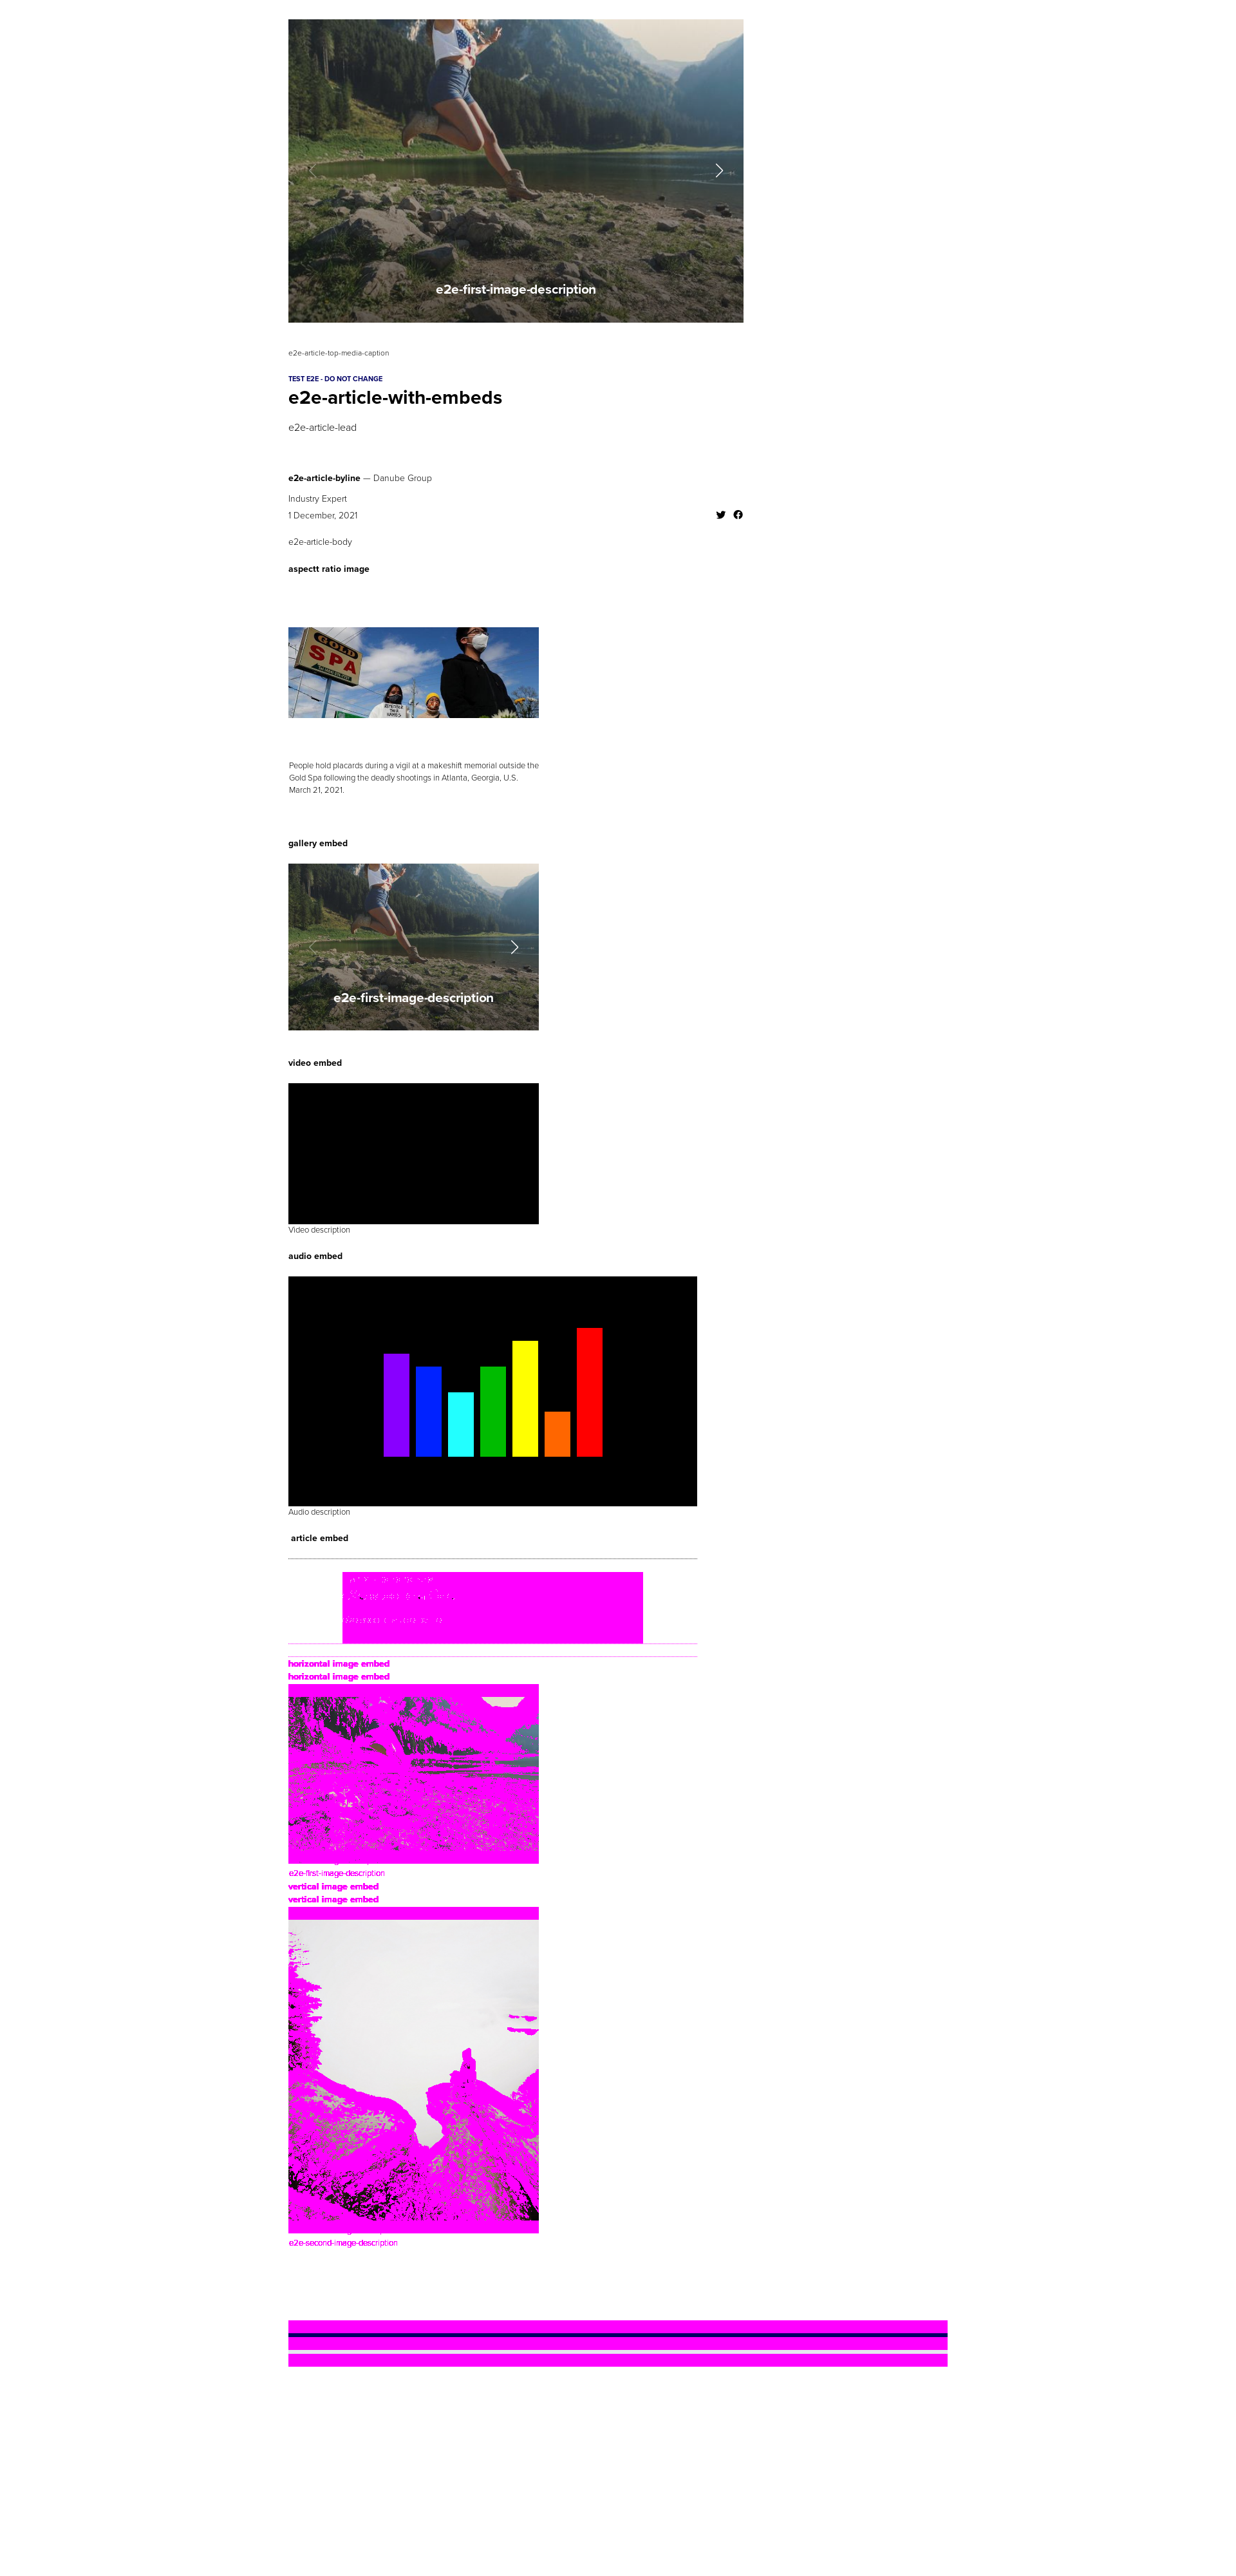 e2e-first-image-description
e2e-article-top-media-caption
TEST E2E - DO NOT CHANGE
e2e-article-with-embeds
e2e-article-lead
e2e-article-byline — Danube Group
Industry Expert
1 December, 2021
e2e-article-body
aspectt ratio image
GOLD
SPA
People hold placards during a vigil at a makeshift memorial outside the
Gold Spa following the deadly shootings in Atlanta, Georgia, U.S.
March 21, 2021.
gallery embed
e2e-first-image-description
video embed
Video description
audio embed
Audio description
article embed
horizontal image embed
horizontal image embed
e2e-first-image-description
vertical image embed
vertical image embed
e2e-second-image-description